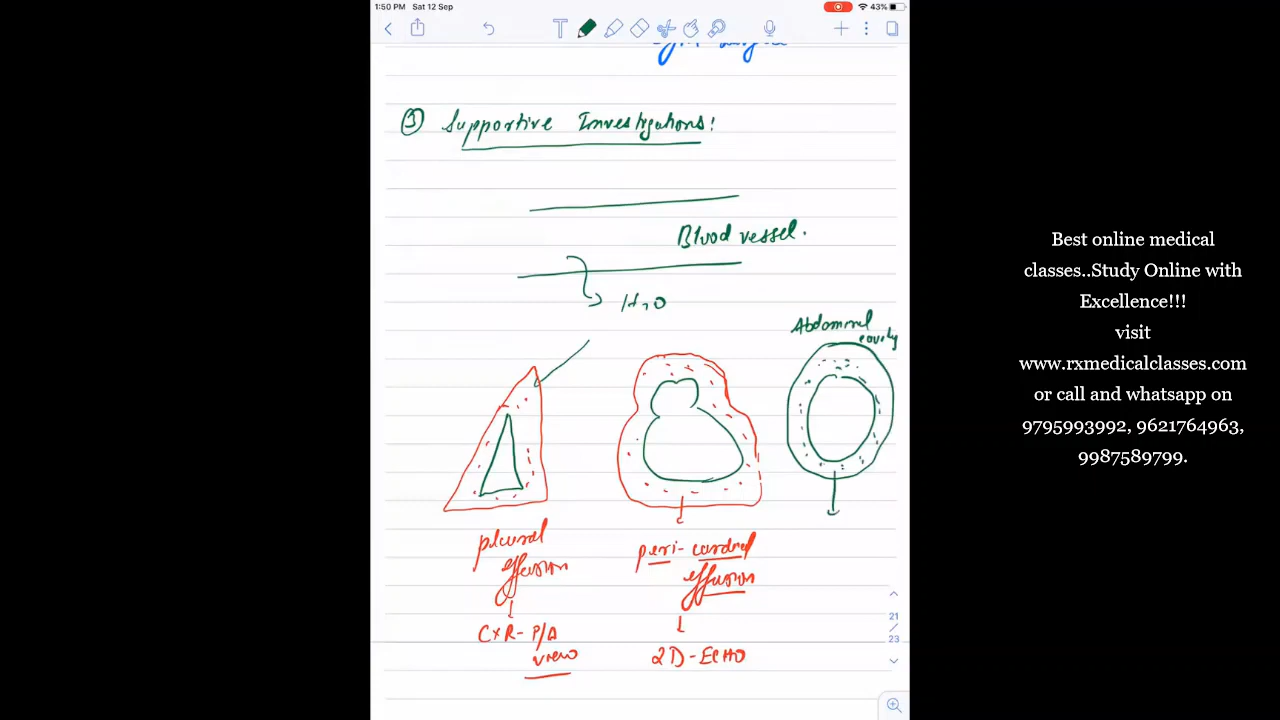 1:50 PM Sat 12 Sep
43%
③ Supportive Investigations:
Blood vessel.
H₂O
Abdominal
cavity
pleural
effusion
CXR- P/A
view
peri-cardial
effusion
2D-ECHO
21
/
23
Best online medical
classes..Study Online with
Excellence!!!
visit
www.rxmedicalclasses.com
or call and whatsapp on
9795993992, 9621764963,
9987589799.